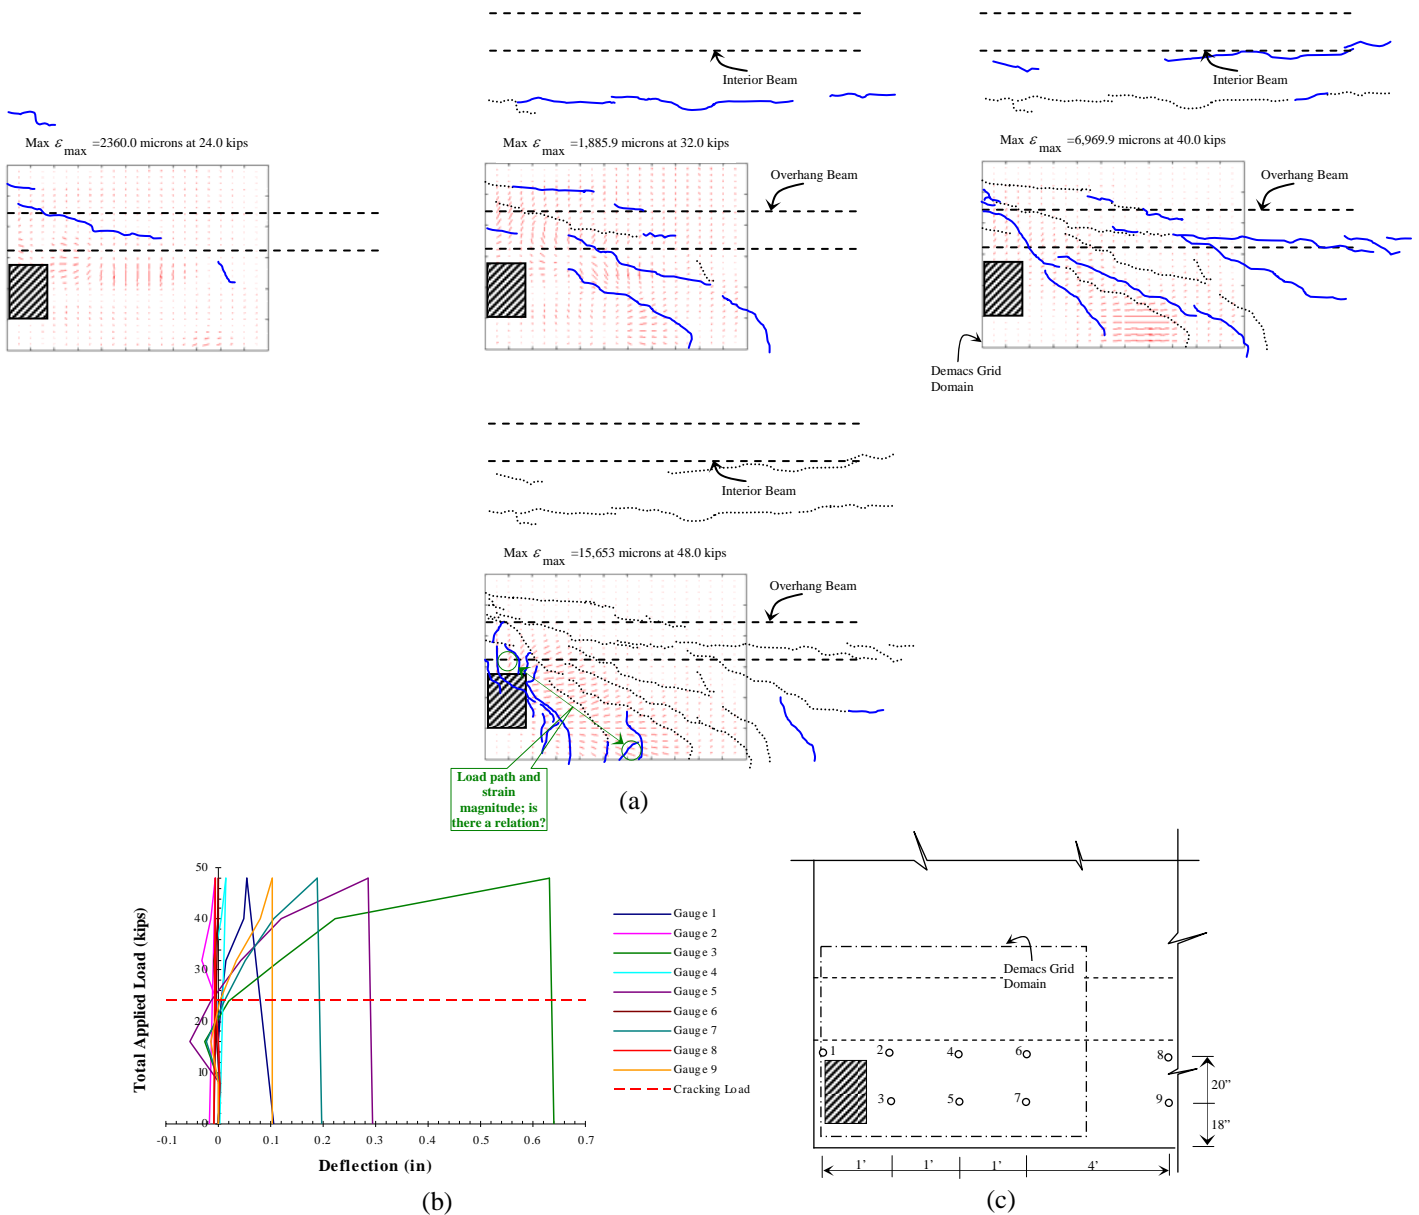 Interior Beam
Interior Beam
Max ε max =2360.0 microns at 24.0 kips
Max ε max =1,885.9 microns at 32.0 kips
Max ε max =6,969.9 microns at 40.0 kips
Overhang Beam
Overhang Beam
Demacs Grid
Domain
Interior Beam
Max ε max =15,653 microns at 48.0 kips
Overhang Beam
Load path and
strain
magnitude; is
there a relation?
(a)
Total Applied Load (kips)
50
40
30
20
10
0
-0.1 0 0.1 0.2 0.3 0.4 0.5 0.6 0.7
Deflection (in)
Gauge 1
Gauge 2
Gauge 3
Gauge 4
Gauge 5
Gauge 6
Gauge 7
Gauge 8
Gauge 9
Cracking Load
(b)
Demacs Grid
Domain
1 2 4 6 8
3 5 7 9
20”
18”
1’ 1’ 1’ 4’
(c)